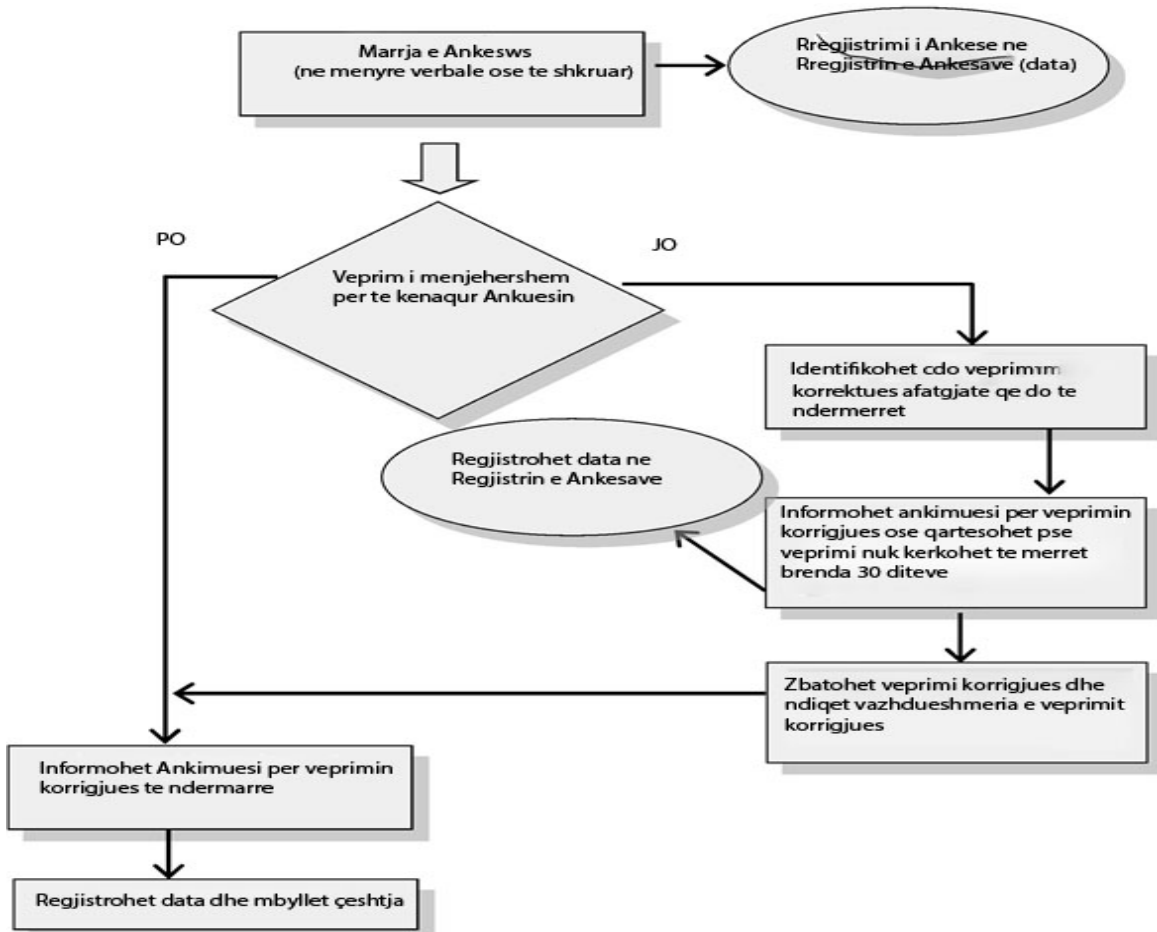 Marrja e Ankesws
(ne menyre verbale ose te shkruar)
Rregjistrimi i Ankese ne
Rregjistrin e Ankesave (data)
PO
JO
Veprim i menjehershem
per te kenaqur Ankuesin
Identifikohet cdo veprimim
korrektues afatgjate qe do te
ndermerret
Regjistrohet data ne
Regjistrin e Ankesave
Informohet ankimuesi per veprimin
korrigjues ose qartesohet pse
veprimi nuk kerkohet te merret
brenda 30 diteve
Zbatohet veprimi korrigjues dhe
ndiqet vazhdueshmeria e veprimit
korrigjues
Informohet Ankimuesi per veprimin
korrigjues te ndermarre
Regjistrohet data dhe mbyllet çeshtja